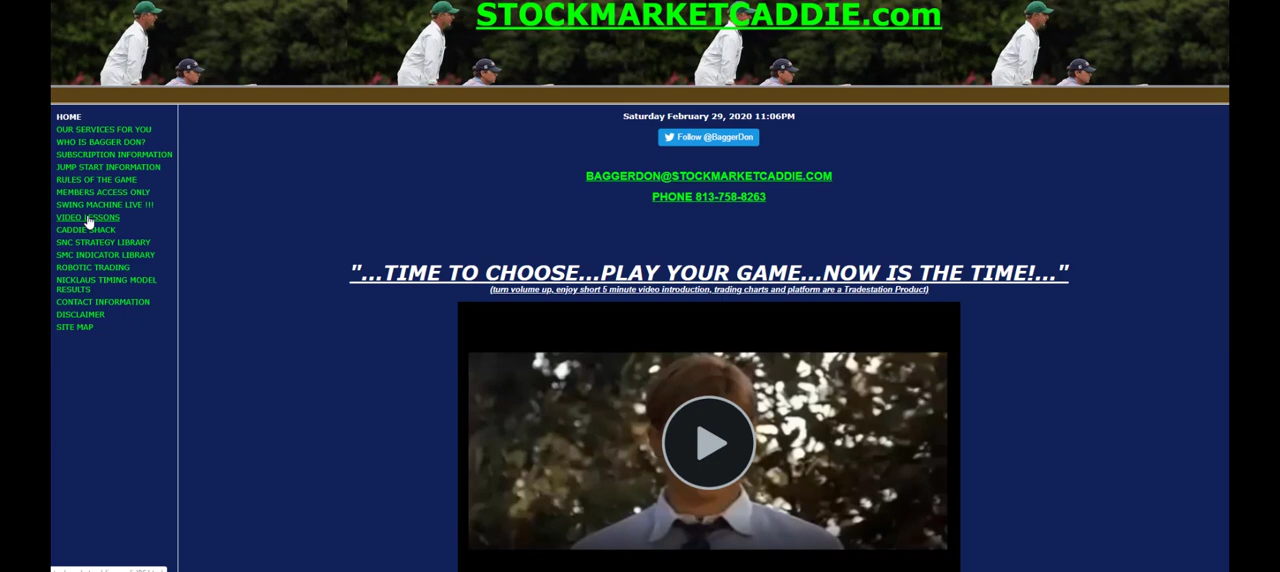 STOCKMARKETCADDIE.com
HOME
OUR SERVICES FOR YOU
WHO IS BAGGER DON?
SUBSCRIPTION INFORMATION
JUMP START INFORMATION
RULES OF THE GAME
MEMBERS ACCESS ONLY
SWING MACHINE LIVE !!!
VIDEO LESSONS
CADDIE SHACK
SNC STRATEGY LIBRARY
SMC INDICATOR LIBRARY
ROBOTIC TRADING
NICKLAUS TIMING MODEL
RESULTS
CONTACT INFORMATION
DISCLAIMER
SITE MAP
Saturday February 29, 2020 11:06PM
Follow @BaggerDon
BAGGERDON@STOCKMARKETCADDIE.COM
PHONE 813-758-8263
"...TIME TO CHOOSE...PLAY YOUR GAME...NOW IS THE TIME!..."
(turn volume up, enjoy short 5 minute video introduction, trading charts and platform are a Tradestation Product)